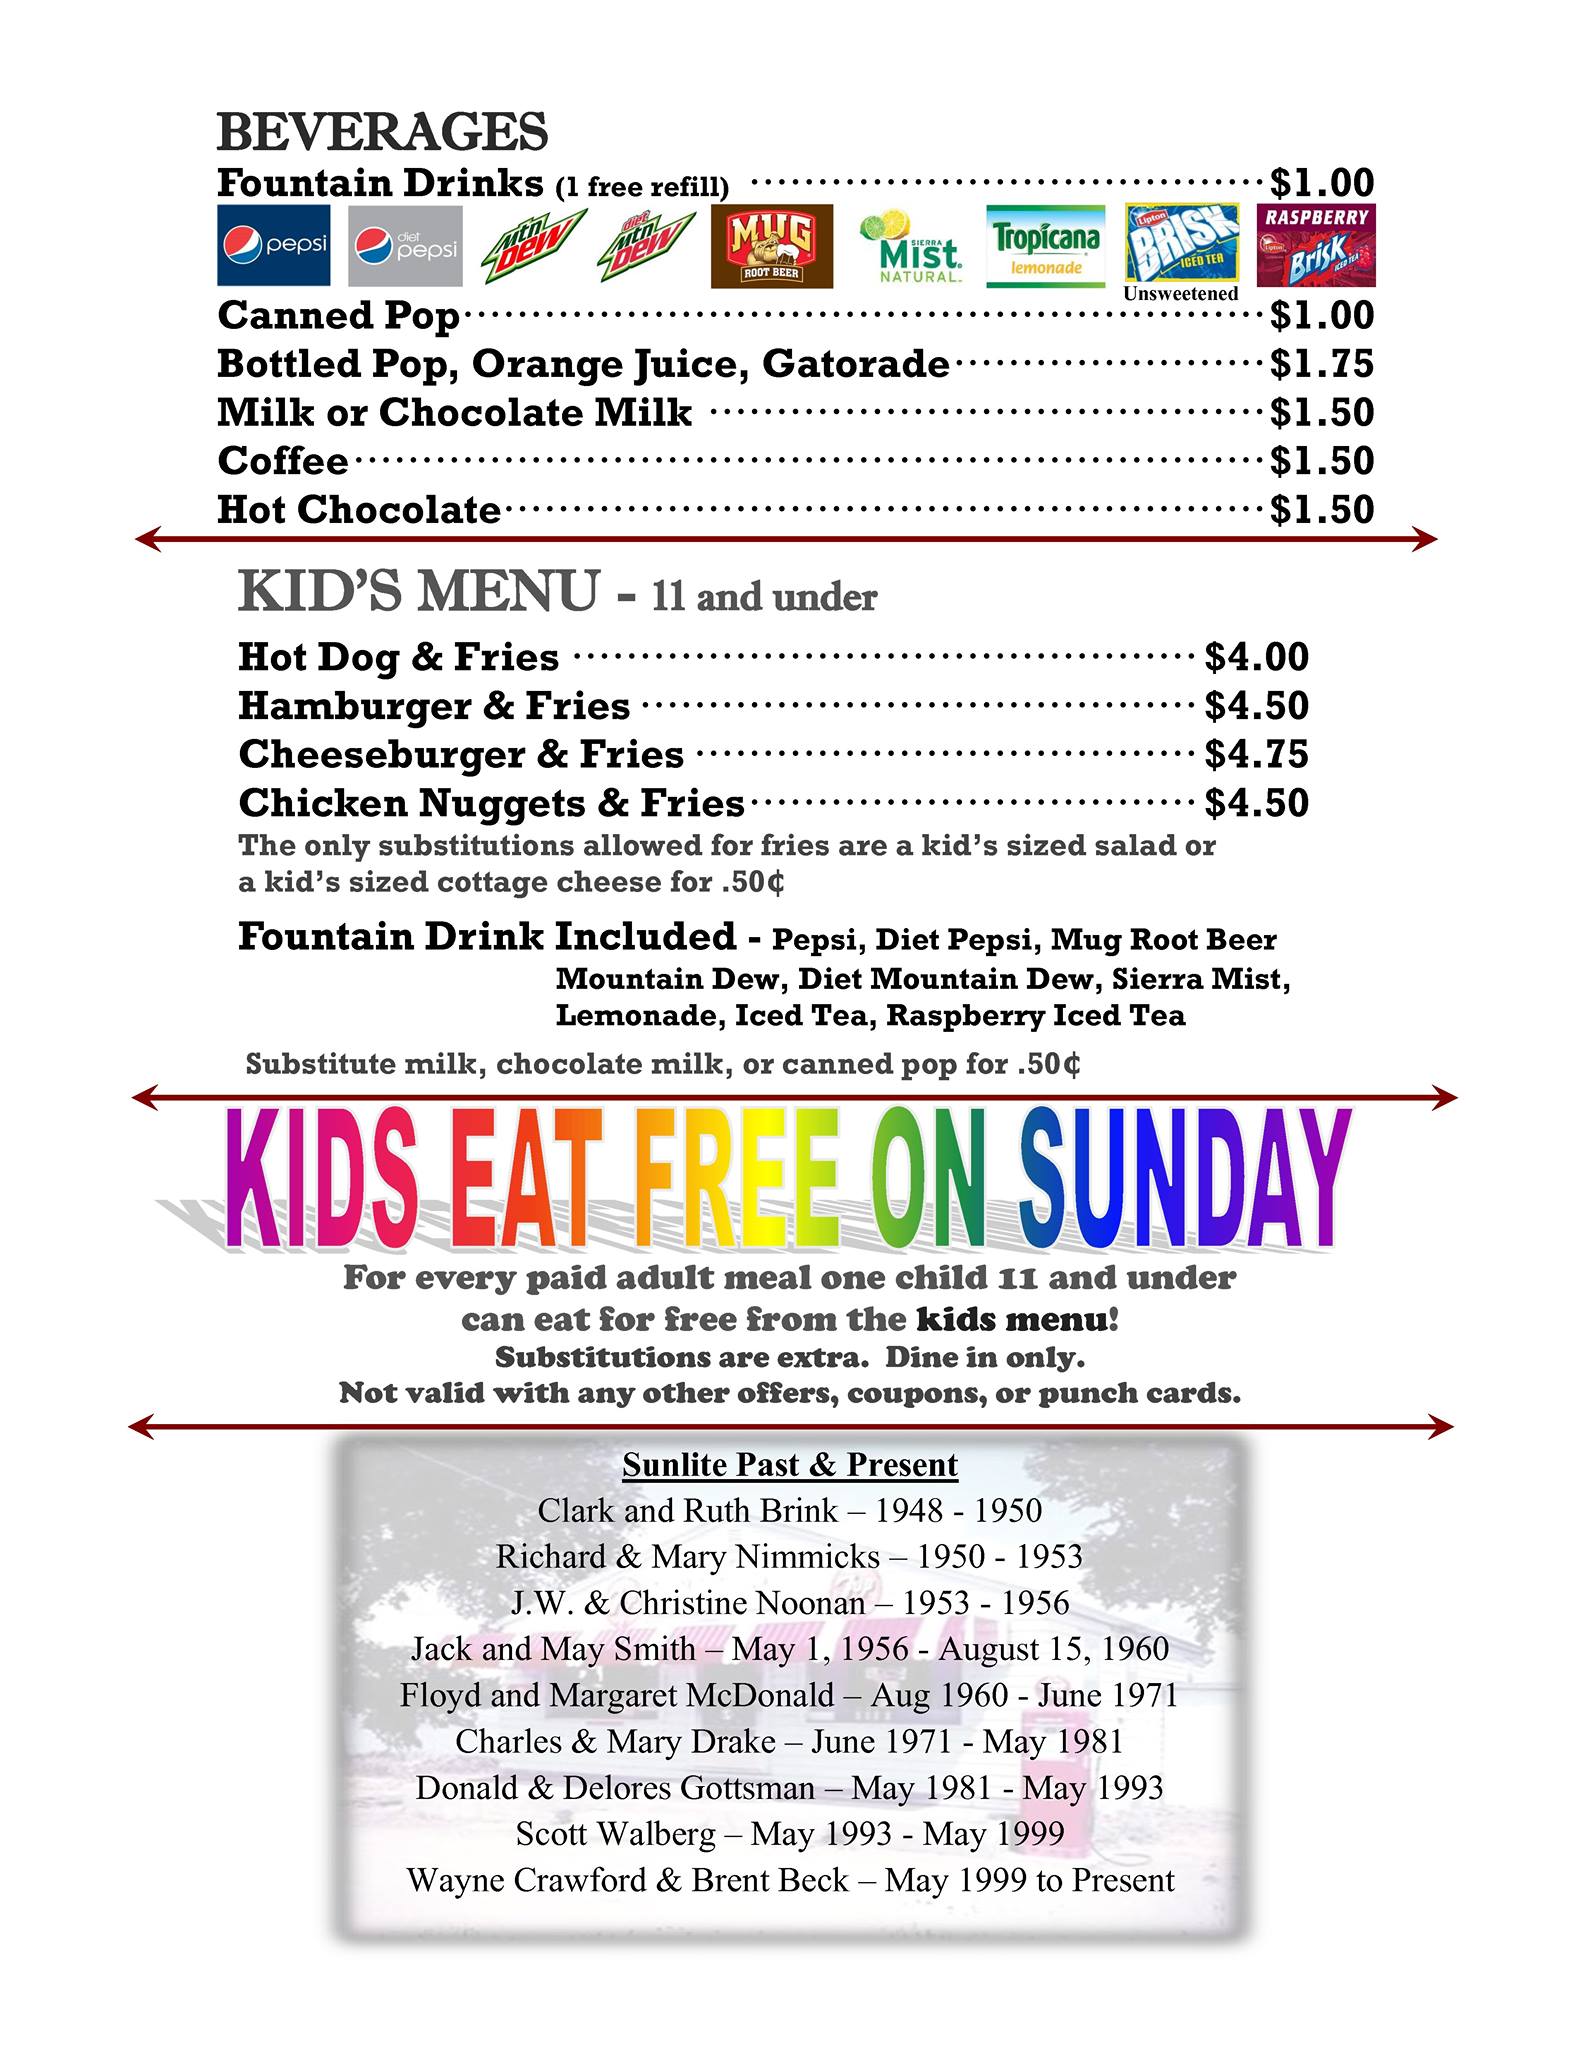 BEVERAGES
Fountain Drinks (1 free refill) $1.00
pepsi diet pepsi Mtn DEW diet Mtn DEW MUG ROOT BEER SIERRA MiST. NATURAL. Tropicana lemonade Lipton BRISK ICED TEA RASPBERRY Lipton BRISK ICED TEA
Unsweetened
Canned Pop $1.00
Bottled Pop, Orange Juice, Gatorade $1.75
Milk or Chocolate Milk $1.50
Coffee $1.50
Hot Chocolate $1.50
KID'S MENU - 11 and under
Hot Dog & Fries $4.00
Hamburger & Fries $4.50
Cheeseburger & Fries $4.75
Chicken Nuggets & Fries $4.50
The only substitutions allowed for fries are a kid's sized salad or
a kid's sized cottage cheese for .50¢
Fountain Drink Included - Pepsi, Diet Pepsi, Mug Root Beer
Mountain Dew, Diet Mountain Dew, Sierra Mist,
Lemonade, Iced Tea, Raspberry Iced Tea
Substitute milk, chocolate milk, or canned pop for .50¢
KIDS EAT FREE ON SUNDAY
For every paid adult meal one child 11 and under
can eat for free from the kids menu!
Substitutions are extra. Dine in only.
Not valid with any other offers, coupons, or punch cards.
Sunlite Past & Present
Clark and Ruth Brink – 1948 - 1950
Richard & Mary Nimmicks – 1950 - 1953
J.W. & Christine Noonan – 1953 - 1956
Jack and May Smith – May 1, 1956 - August 15, 1960
Floyd and Margaret McDonald – Aug 1960 - June 1971
Charles & Mary Drake – June 1971 - May 1981
Donald & Delores Gottsman – May 1981 - May 1993
Scott Walberg – May 1993 - May 1999
Wayne Crawford & Brent Beck – May 1999 to Present